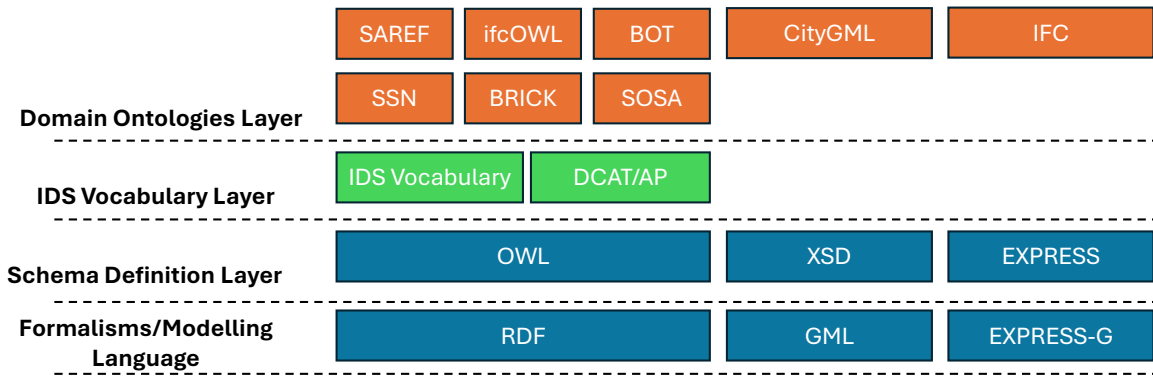 SAREF ifcOWL BOT CityGML IFC
SSN BRICK SOSA
Domain Ontologies Layer
IDS Vocabulary DCAT/AP
IDS Vocabulary Layer
OWL XSD EXPRESS
Schema Definition Layer
Formalisms/Modelling
Language
RDF GML EXPRESS-G